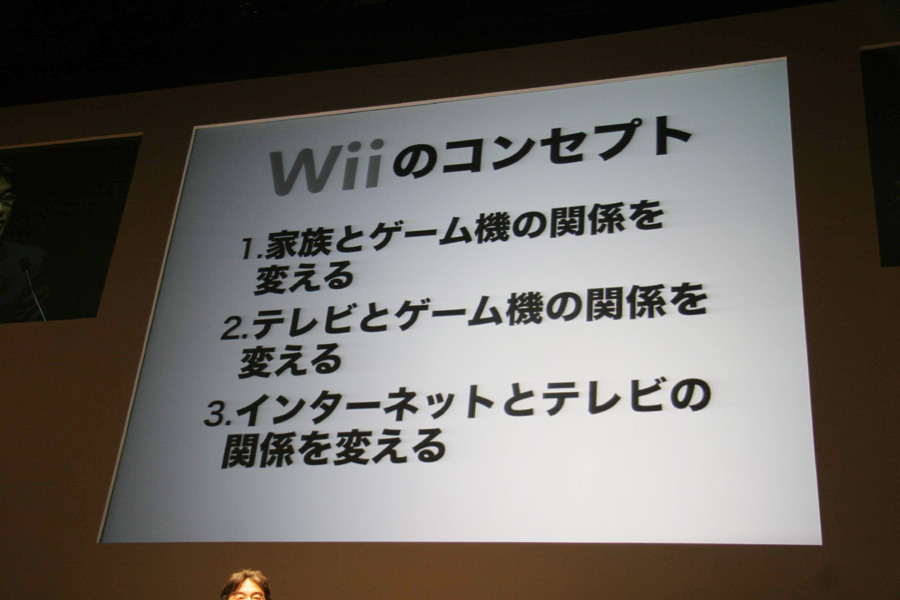 Wiiのコンセプト
1.家族とゲーム機の関係を
変える
2.テレビとゲーム機の関係を
変える
3.インターネットとテレビの
関係を変える